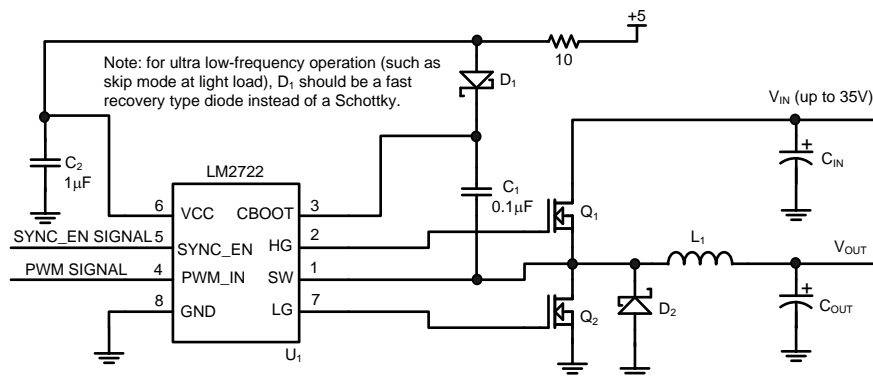 +5
10
Note: for ultra low-frequency operation (such as
skip mode at light load), D1 should be a fast
recovery type diode instead of a Schottky.
D1
VIN (up to 35V)
C2
1μF
LM2722
C1
0.1μF
CIN
6 VCC
CBOOT 3
Q1
SYNC_EN SIGNAL 5 SYNC_EN
HG 2
L1
VOUT
PWM SIGNAL 4 PWM_IN
SW 1
8 GND
LG 7
Q2
D2
COUT
U1